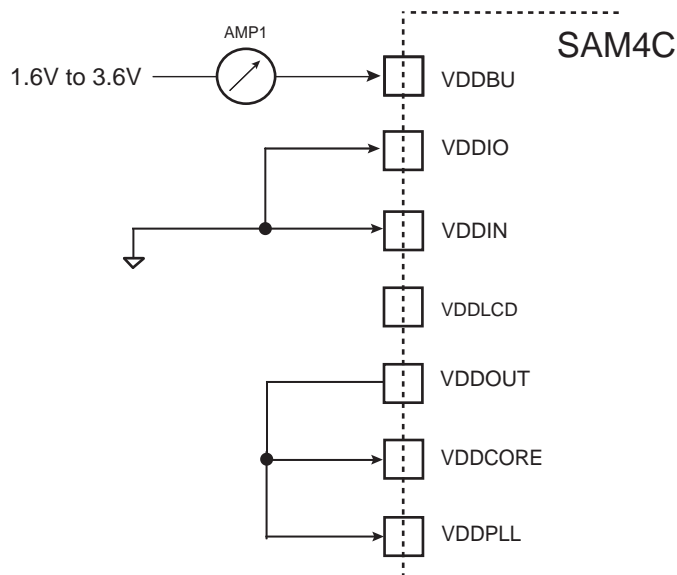 AMP1
SAM4C
1.6V to 3.6V
VDDBU
VDDIO
VDDIN
VDDLCD
VDDOUT
VDDCORE
VDDPLL